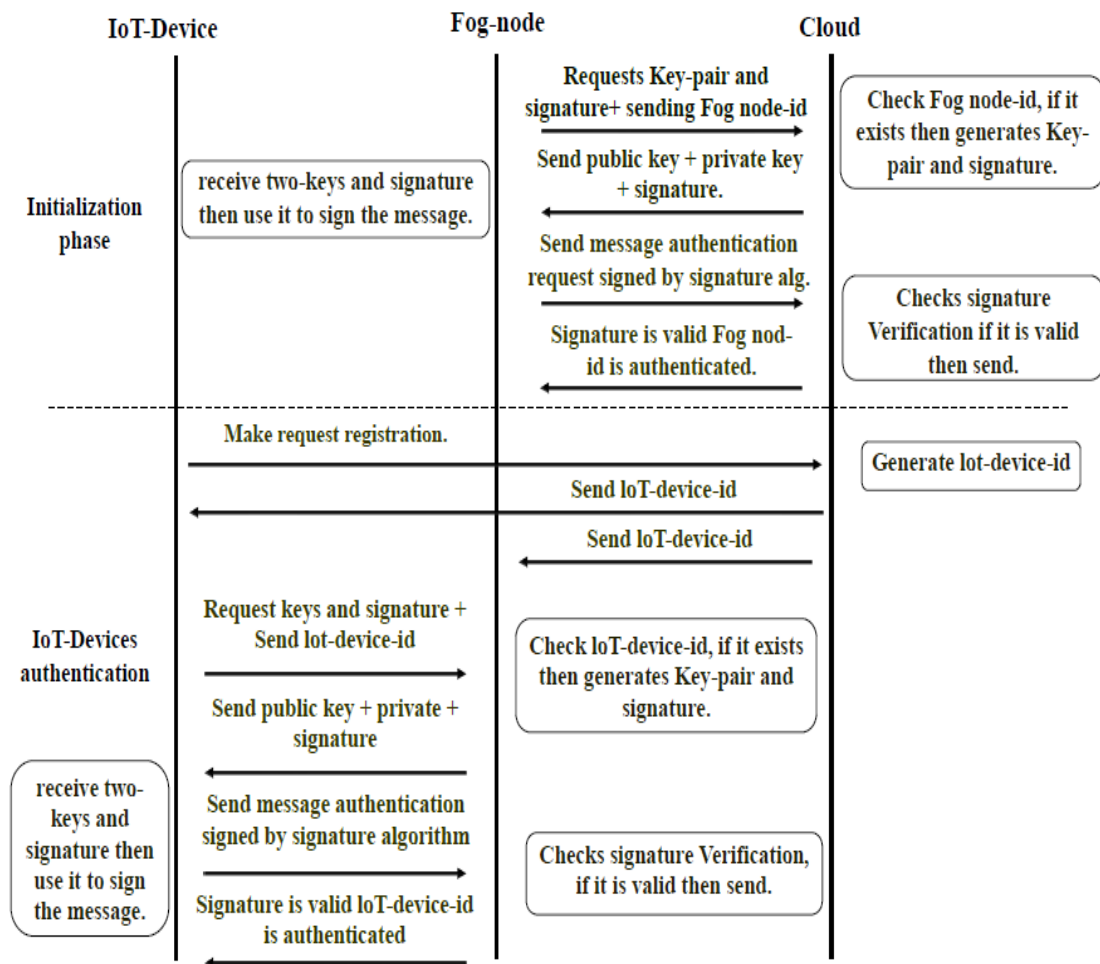 IoT-Device
Fog-node
Cloud
Requests Key-pair and
signature+ sending Fog node-id
Check Fog node-id, if it
exists then generates Key-
pair and signature.
Send public key + private key
+ signature.
receive two-keys and signature
then use it to sign the message.
Initialization
phase
Send message authentication
request signed by signature alg.
Checks signature
Verification if it is valid
then send.
Signature is valid Fog nod-
id is authenticated.
Make request registration.
Generate lot-device-id
Send loT-device-id
Send loT-device-id
Request keys and signature +
Send lot-device-id
IoT-Devices
authentication
Check loT-device-id, if it exists
then generates Key-pair and
signature.
Send public key + private +
signature
receive two-
keys and
signature then
use it to sign
the message.
Send message authentication
signed by signature algorithm
Checks signature Verification,
if it is valid then send.
Signature is valid loT-device-id
is authenticated